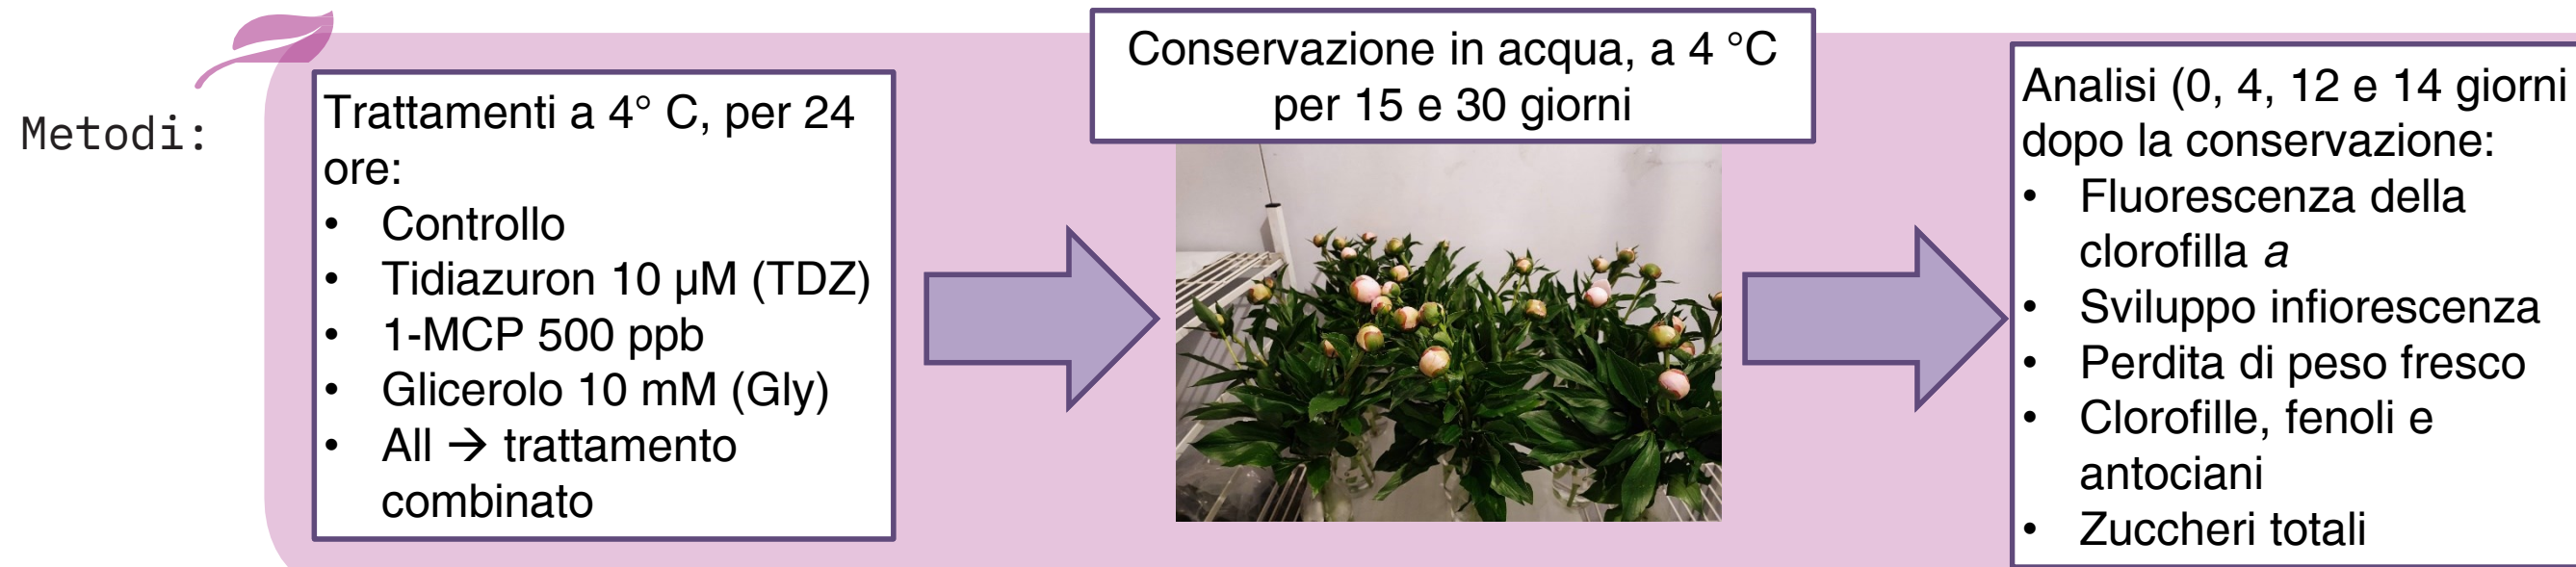 Metodi:
Trattamenti a 4° C, per 24
ore:
• Controllo
• Tidiazuron 10 µM (TDZ)
• 1-MCP 500 ppb
• Glicerolo 10 mM (Gly)
• All → trattamento
combinato
Conservazione in acqua, a 4 °C
per 15 e 30 giorni
Analisi (0, 4, 12 e 14 giorni
dopo la conservazione:
• Fluorescenza della
clorofilla a
• Sviluppo infiorescenza
• Perdita di peso fresco
• Clorofille, fenoli e
antociani
• Zuccheri totali